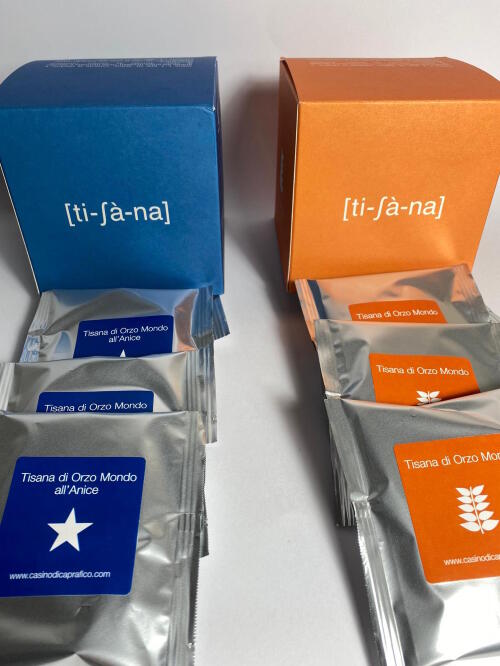 [ti-ʃà-na]
[ti-ʃà-na]
Tisana di Orzo Mondo
all'Anice
Tisana di Orzo Mondo
Tisana di Orzo Mondo
all'Anice
www.casinodicaprafico.com
Tisana di Orzo Mondo
Tisana di Orzo Mondo
Tisana di Orzo Mon
www.casinodicaprafico.com